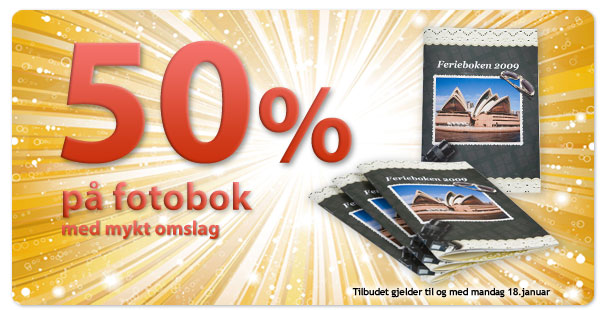 50%
på fotobok
med mykt omslag
Ferieboken 2009
Ferieboken 2009
Tilbudet gjelder til og med mandag 18.januar